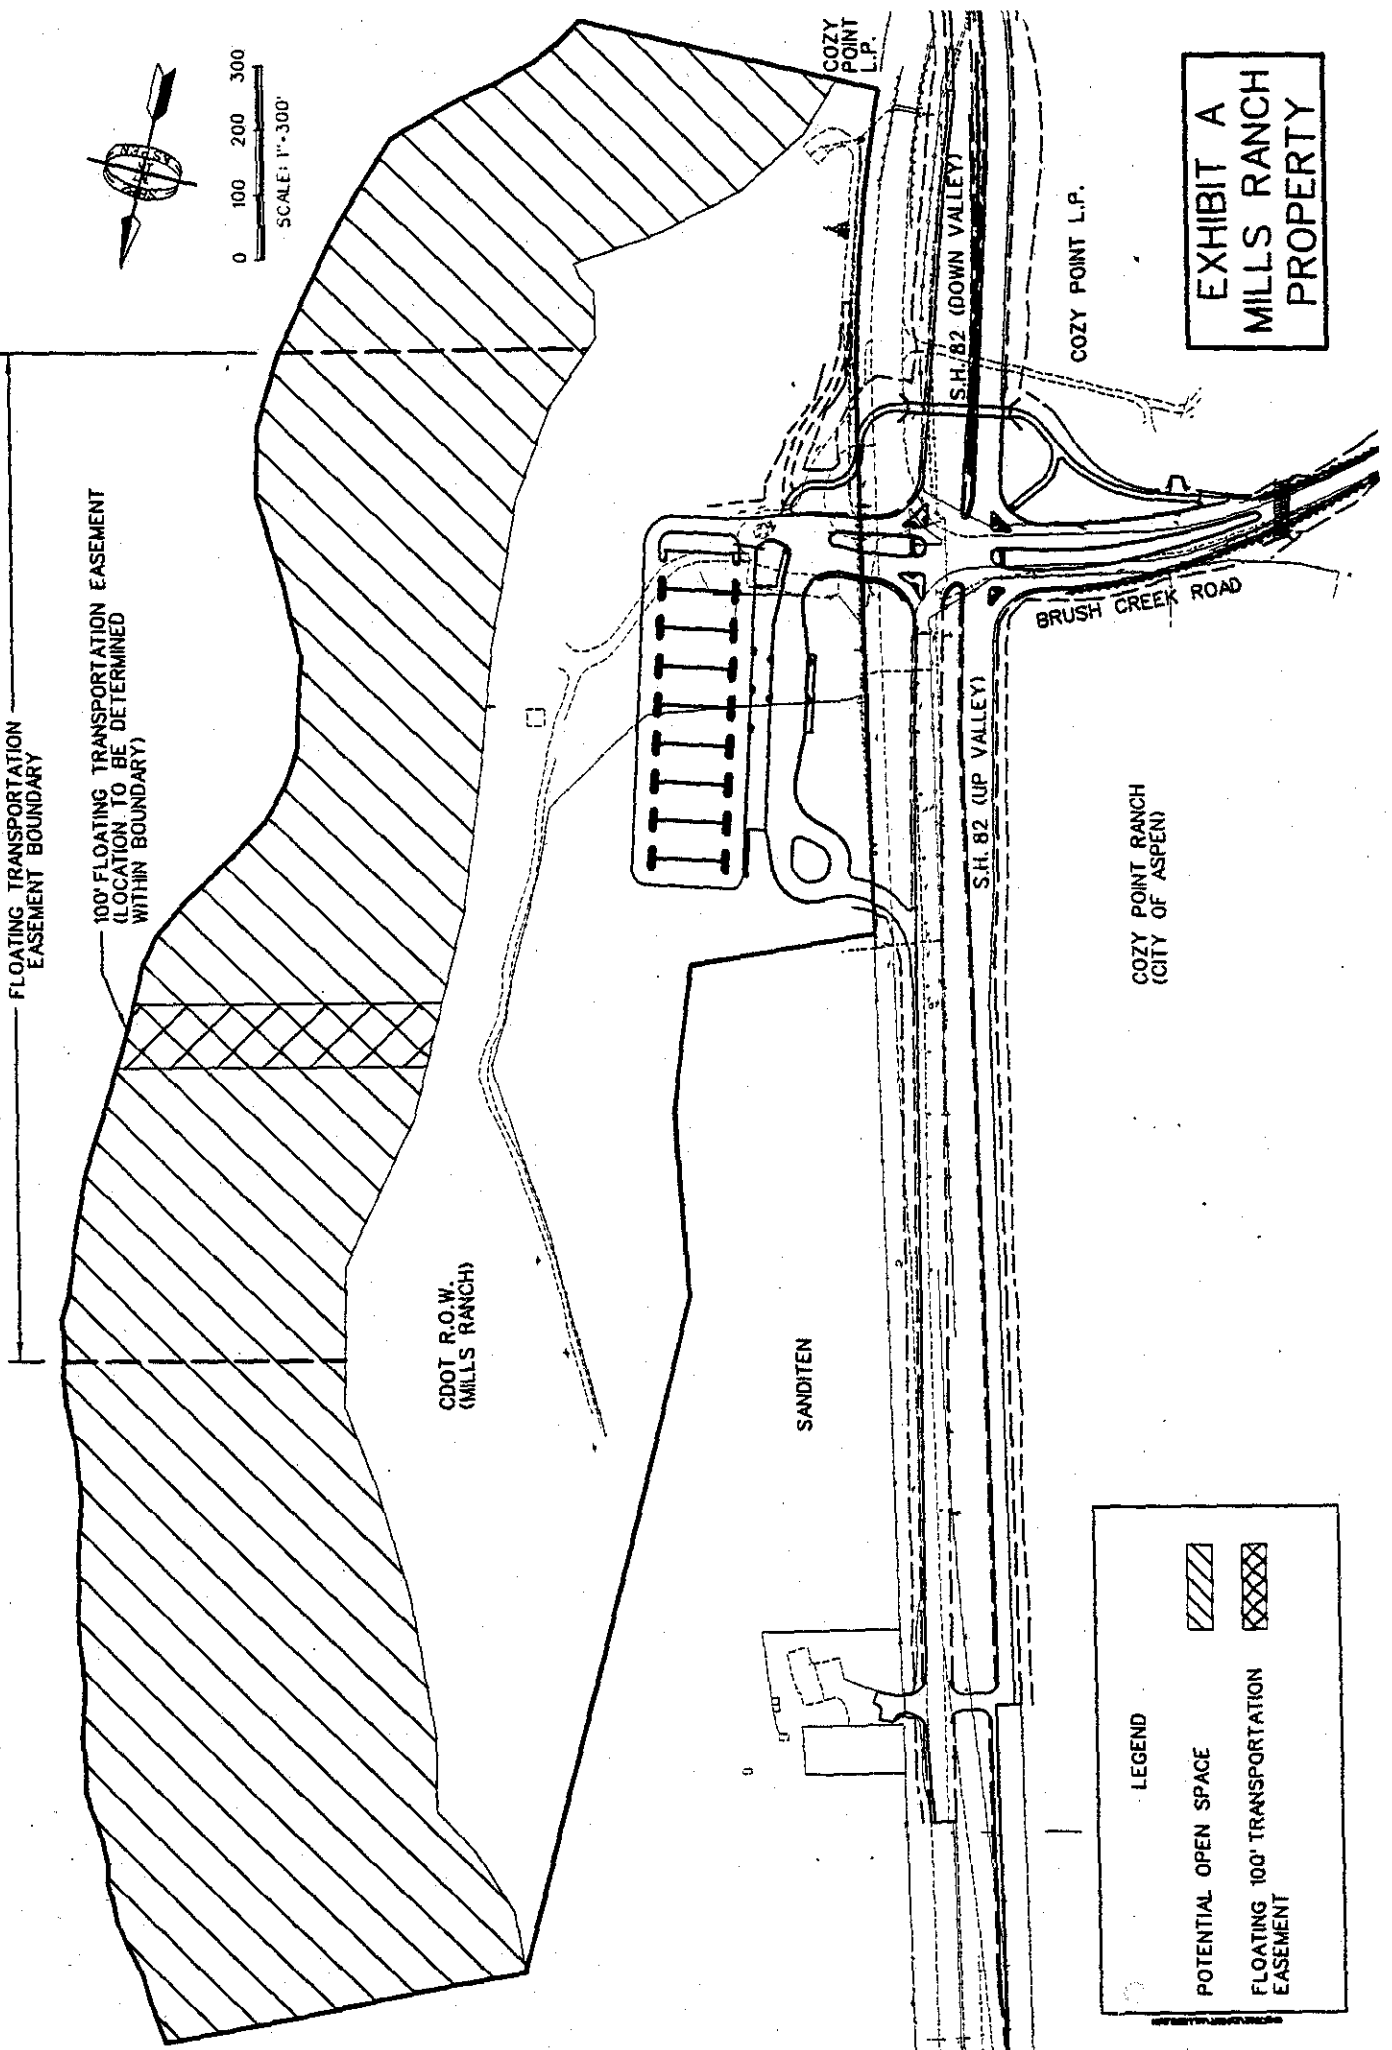 FLOATING TRANSPORTATION
EASEMENT BOUNDARY
100' FLOATING TRANSPORTATION EASEMENT
(LOCATION TO BE DETERMINED
WITHIN BOUNDARY)
ASPEN
0 100 200 300
SCALE: 1"=300'
COZY
POINT
L.P.
S.H. 82 (DOWN VALLEY)
COZY POINT L.P.
EXHIBIT A
MILLS RANCH
PROPERTY
BRUSH CREEK ROAD
S.H. 82 (UP VALLEY)
COZY POINT RANCH
(CITY OF ASPEN)
CDOT R.O.W.
(MILLS RANCH)
SANDITEN
LEGEND
POTENTIAL OPEN SPACE
FLOATING 100' TRANSPORTATION
EASEMENT